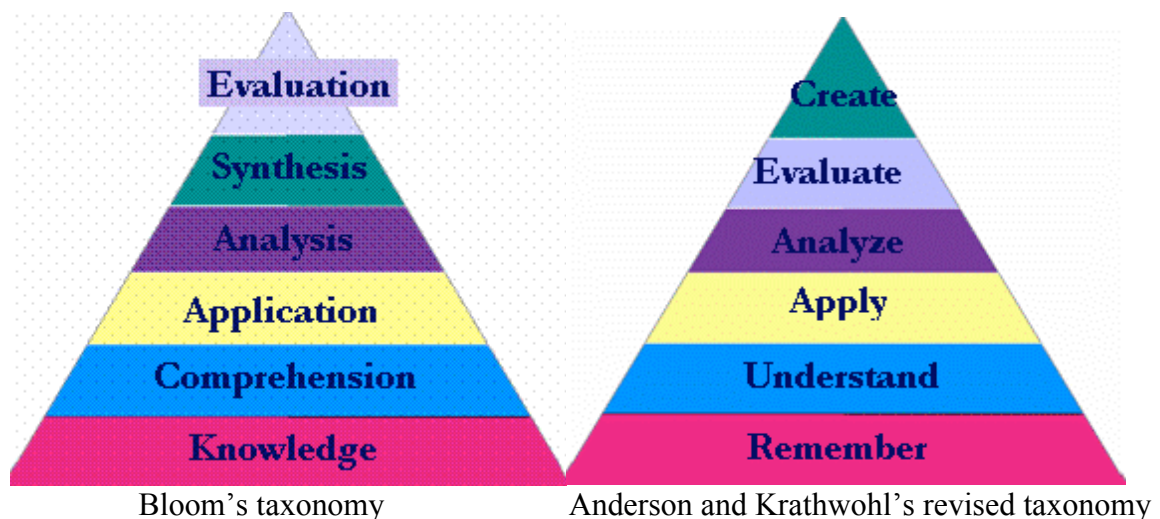 Evaluation
Synthesis
Analysis
Application
Comprehension
Knowledge
Bloom’s taxonomy
Create
Evaluate
Analyze
Apply
Understand
Remember
Anderson and Krathwohl’s revised taxonomy